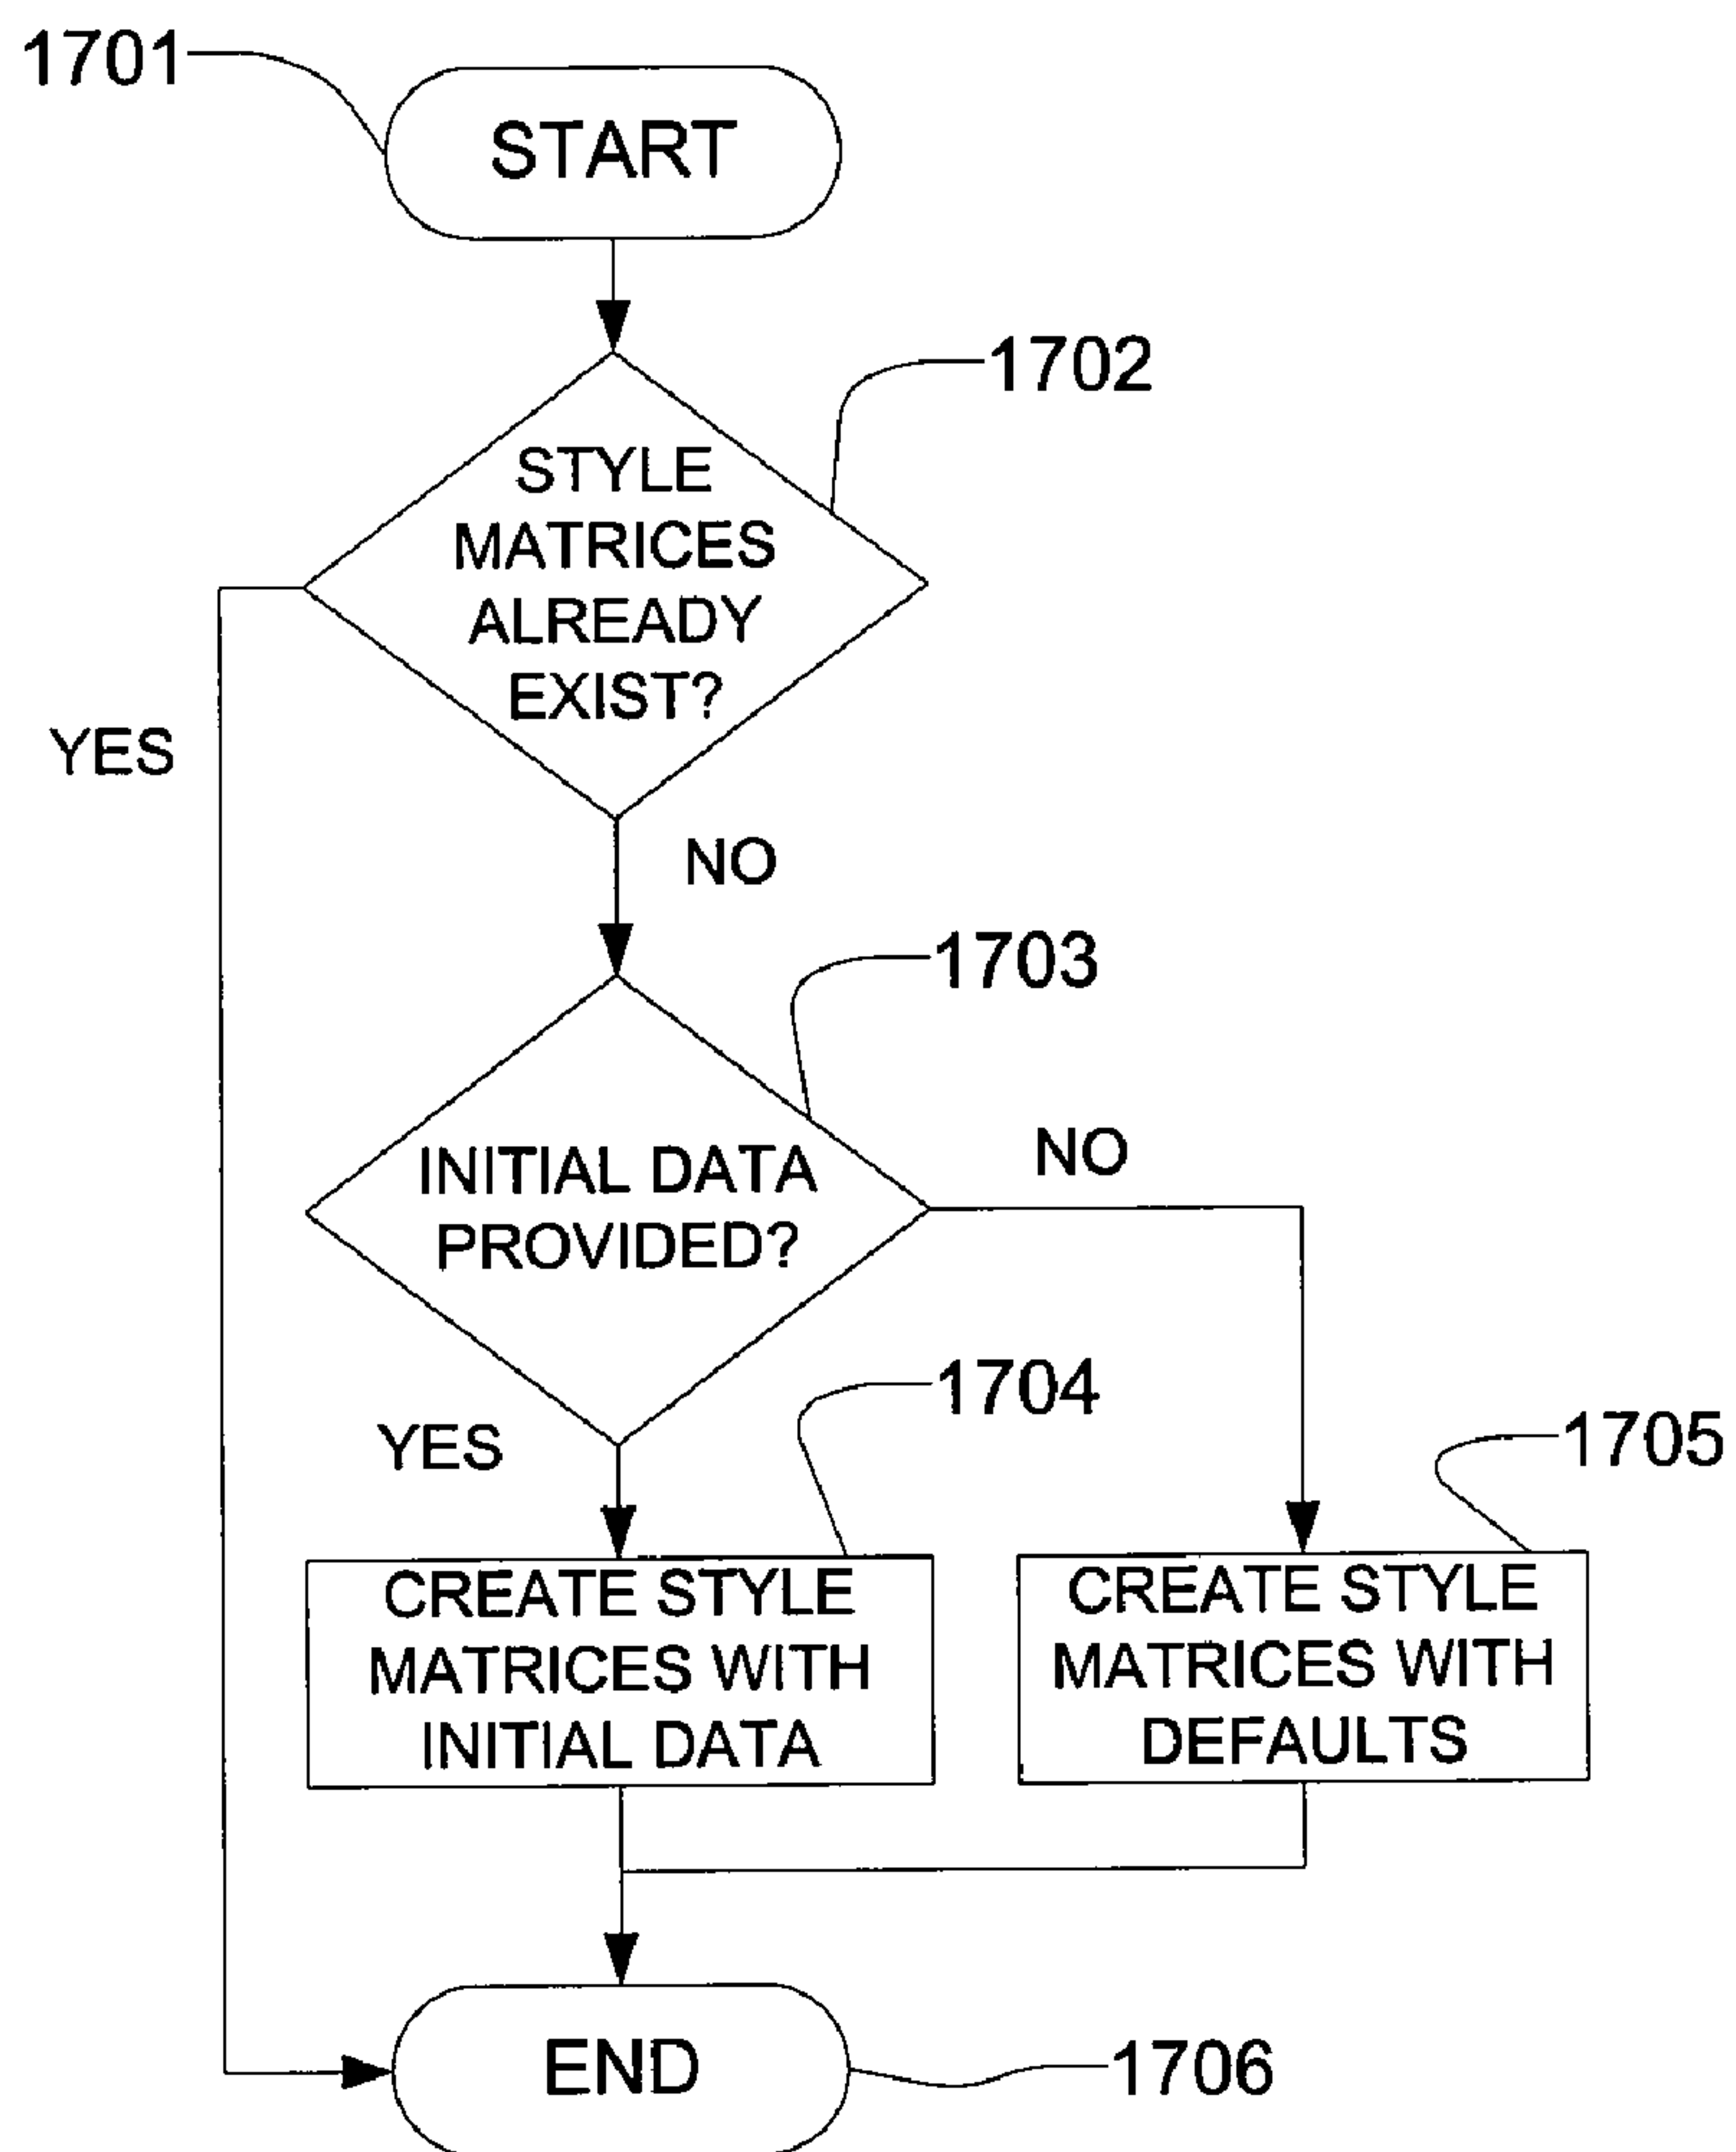 1701
START
1702
STYLE
MATRICES
ALREADY
EXIST?
YES
NO
1703
INITIAL DATA
PROVIDED?
NO
YES
1704
1705
CREATE STYLE
MATRICES WITH
INITIAL DATA
CREATE STYLE
MATRICES WITH
DEFAULTS
END
1706